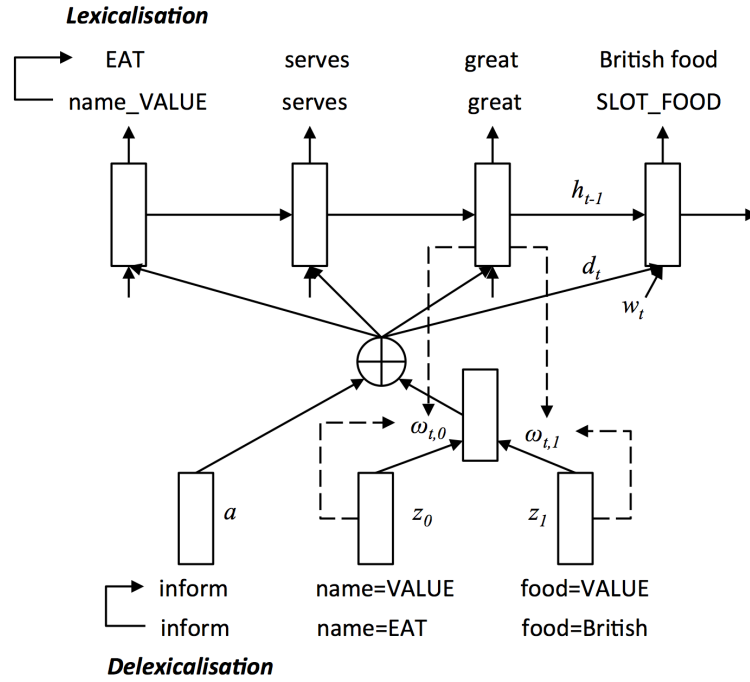 Lexicalisation
EAT serves great British food
name_VALUE serves great SLOT_FOOD
h_{t-1}
d_t
w_t
ω_{t,0} ω_{t,1}
a z_0 z_1
inform name=VALUE food=VALUE
inform name=EAT food=British
Delexicalisation